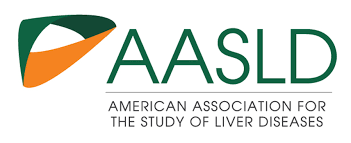 AASLD
AMERICAN ASSOCIATION FOR
THE STUDY OF LIVER DISEASES